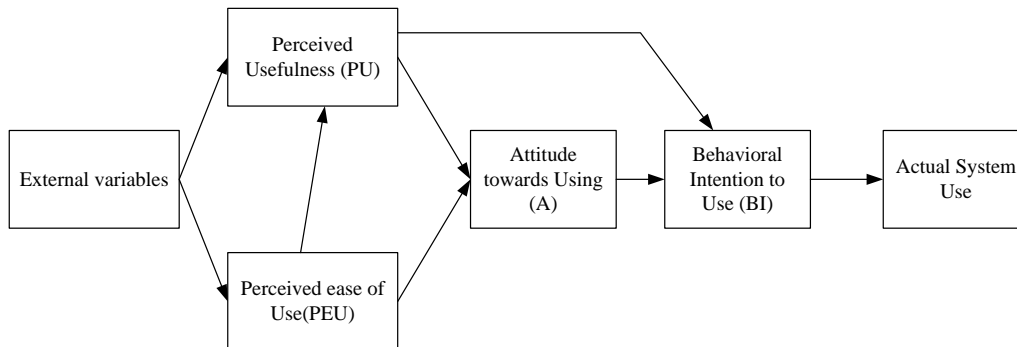 Perceived
Usefulness (PU)
External variables
Attitude
towards Using
(A)
Behavioral
Intention to
Use (BI)
Actual System
Use
Perceived ease of
Use(PEU)